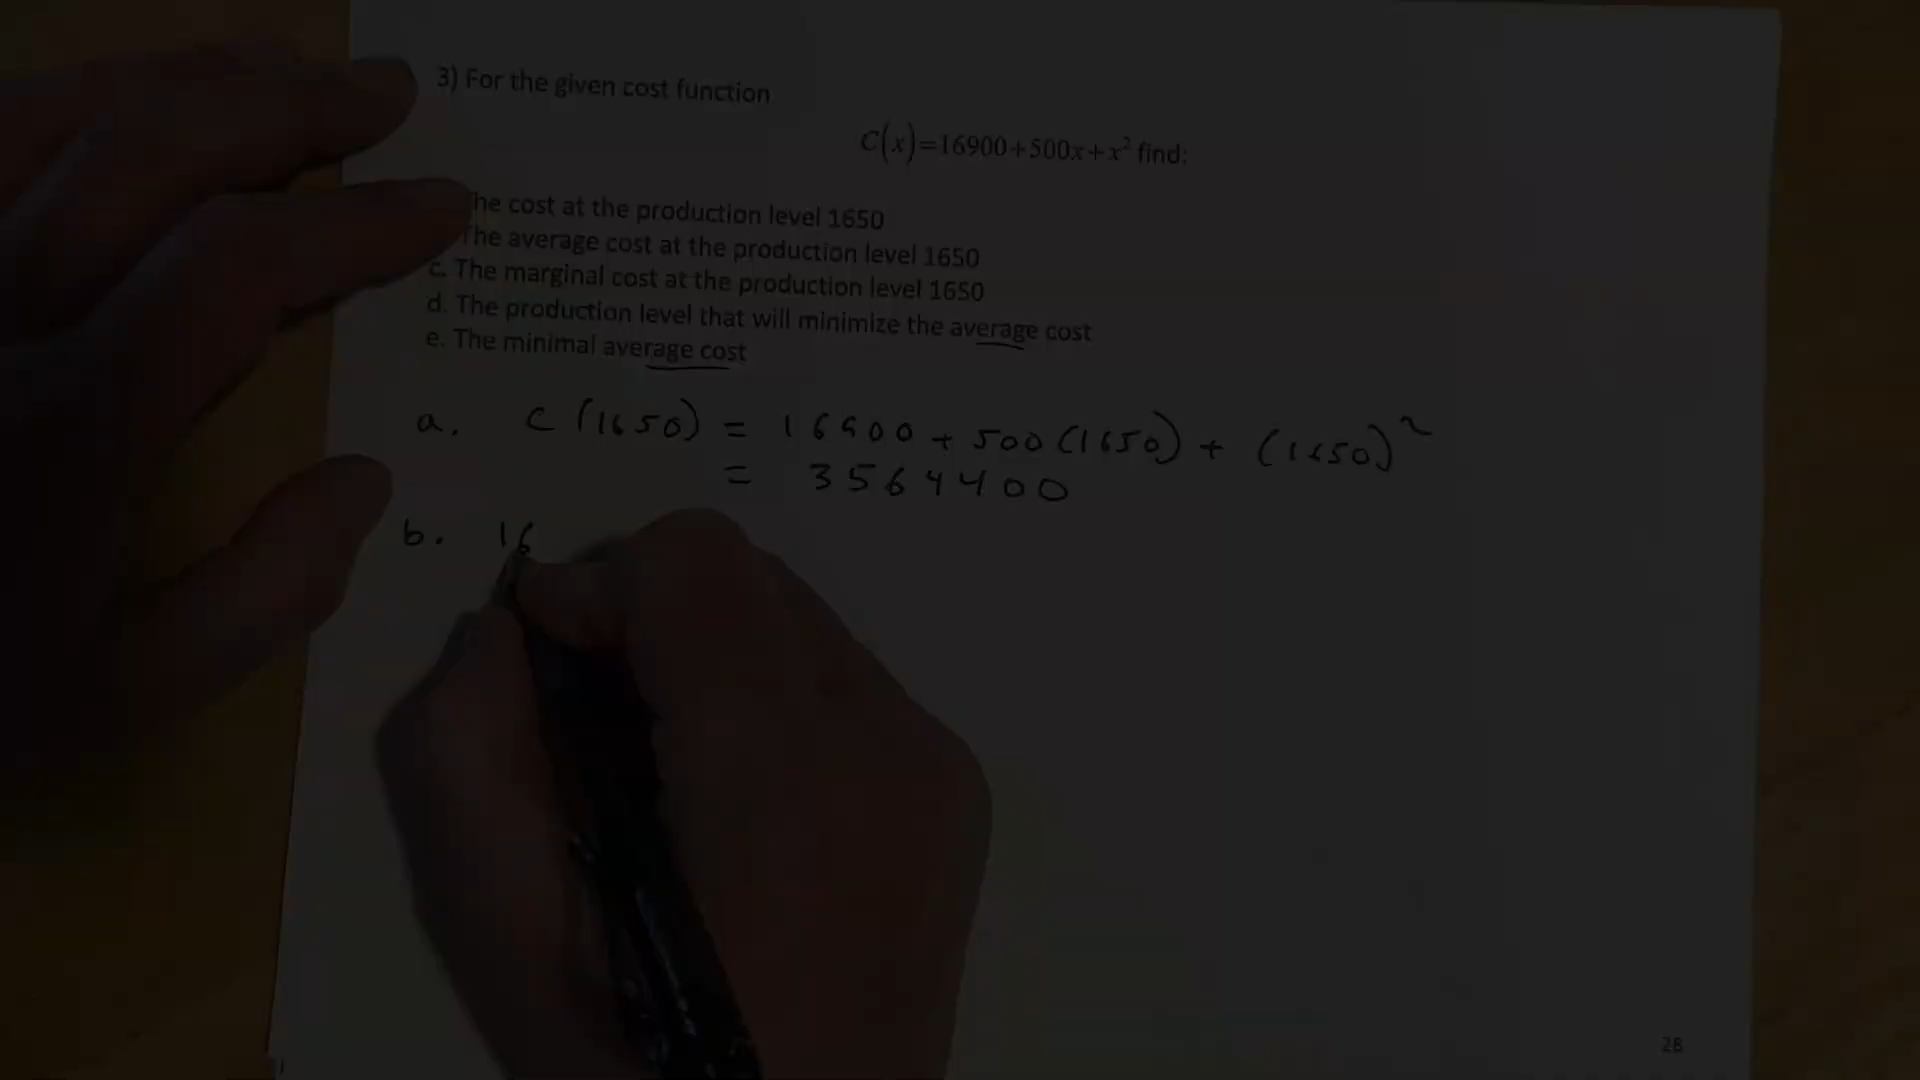 3) For the given cost function
C(x)=16900+500x+x² find:
he cost at the production level 1650
The average cost at the production level 1650
c. The marginal cost at the production level 1650
d. The production level that will minimize the average cost
e. The minimal average cost
a. C (1650) = 16900 + 500 (1650) + (1650)²
= 3564400
b. 16
28